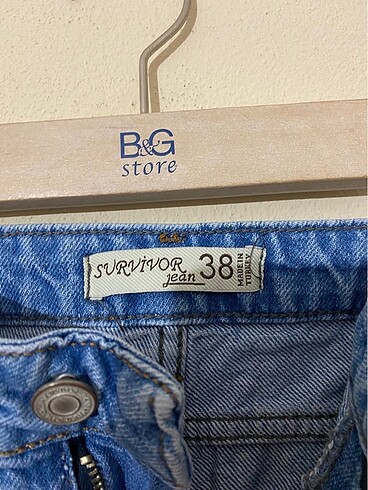 B&G
store
SURVİVOR
jean
38
MADE IN
TURKEY